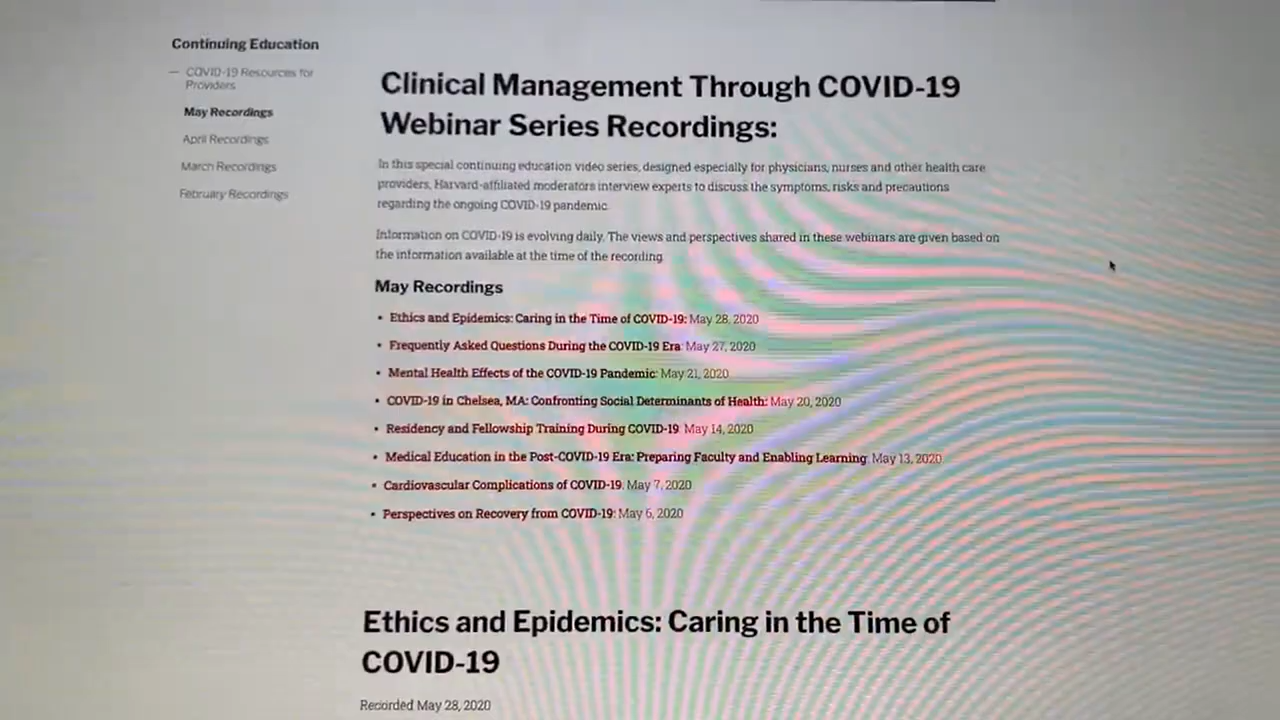 Continuing Education
— COVID-19 Resources for
Providers
May Recordings
April Recordings
March Recordings
February Recordings
Clinical Management Through COVID-19
Webinar Series Recordings:
In this special continuing education video series, designed especially for physicians, nurses and other health care
providers, Harvard-affiliated moderators interview experts to discuss the symptoms, risks and precautions
regarding the ongoing COVID-19 pandemic.
Information on COVID-19 is evolving daily. The views and perspectives shared in these webinars are given based on
the information available at the time of the recording.
May Recordings
• Ethics and Epidemics: Caring in the Time of COVID-19: May 28, 2020
• Frequently Asked Questions During the COVID-19 Era: May 27, 2020
• Mental Health Effects of the COVID-19 Pandemic: May 21, 2020
• COVID-19 in Chelsea, MA: Confronting Social Determinants of Health: May 20, 2020
• Residency and Fellowship Training During COVID-19: May 14, 2020
• Medical Education in the Post-COVID-19 Era: Preparing Faculty and Enabling Learning: May 13, 2020
• Cardiovascular Complications of COVID-19: May 7, 2020
• Perspectives on Recovery from COVID-19: May 6, 2020
Ethics and Epidemics: Caring in the Time of
COVID-19
Recorded May 28, 2020